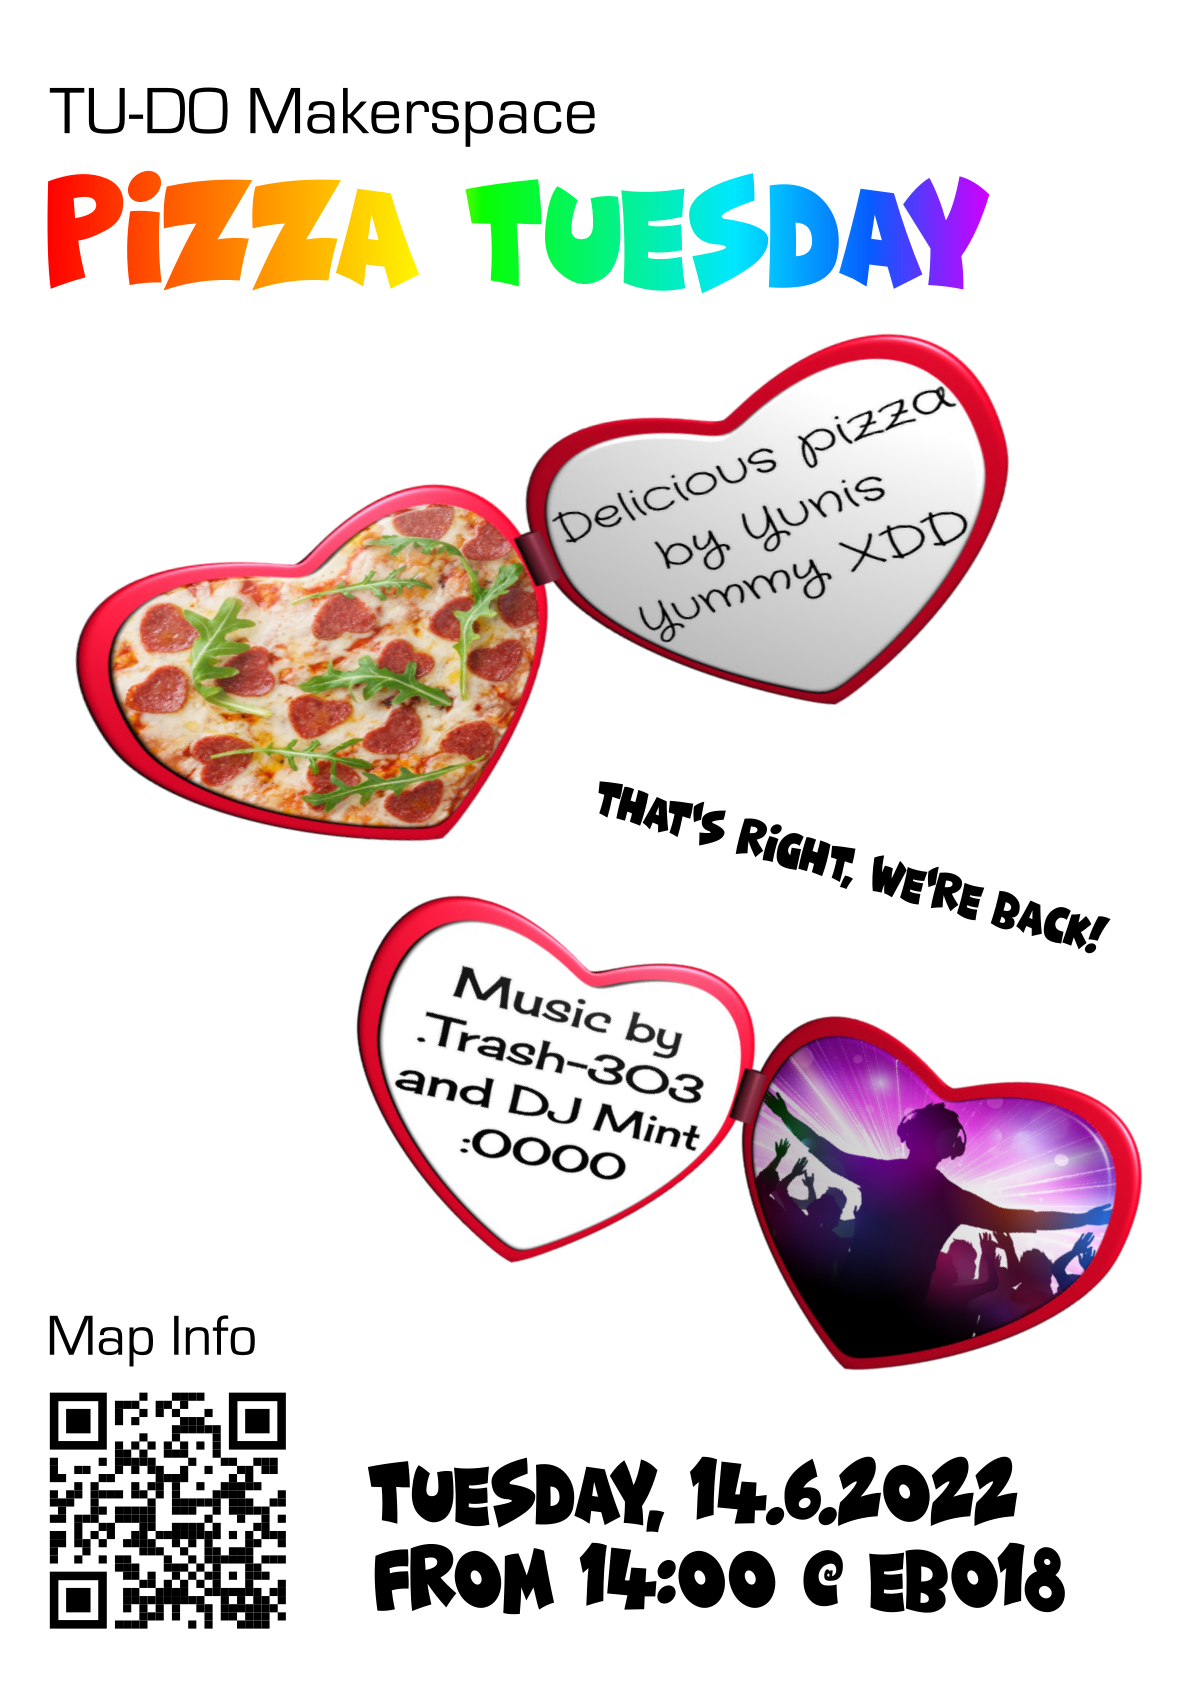 TU-DO Makerspace
PiZZA TUESDAY
Delicious pizza
by Yunis
Yummy XDD
THAT'S RiGHT, WE'RE BACK!
Music by
.Trash-303
and DJ Mint
:OOOO
Map Info
TUESDAY, 14.6.2022
FROM 14:00 @ EB018